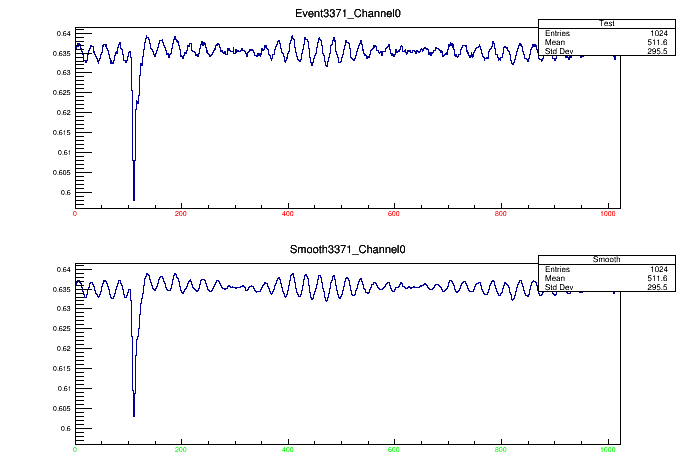 Event3371_Channel0
Test
Entries 1024
Mean 511.6
Std Dev 295.5
0.64
0.635
0.63
0.625
0.62
0.615
0.61
0.605
0.6
0 200 400 600 800 1000
Smooth3371_Channel0
Smooth
Entries 1024
Mean 511.6
Std Dev 295.5
0.64
0.635
0.63
0.625
0.62
0.615
0.61
0.605
0.6
0 200 400 600 800 1000